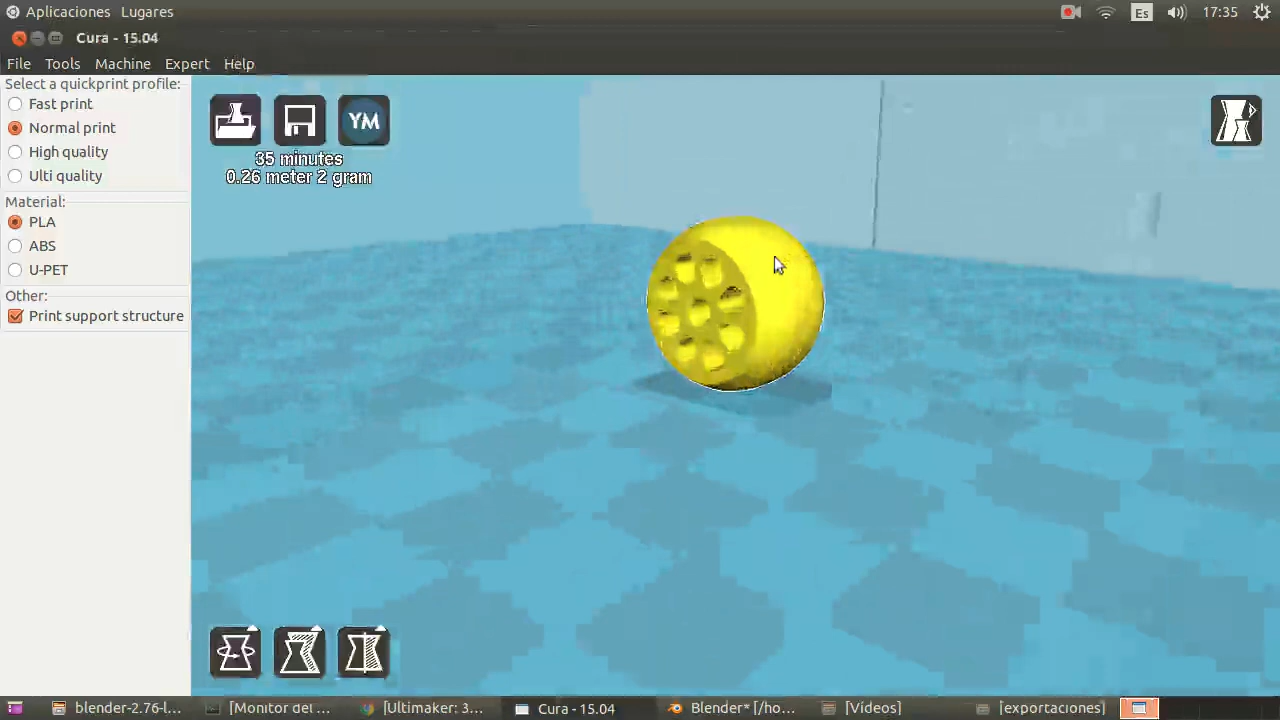 Aplicaciones Lugares
Es
17:35
Cura - 15.04
File Tools Machine Expert Help
Select a quickprint profile:
Fast print
Normal print
High quality
Ulti quality
Material:
PLA
ABS
U-PET
Other:
Print support structure
YM
35 minutes
0.26 meter 2 gram
blender-2.76-l... [Monitor del ... [Ultimaker: 3... Cura - 15.04 Blender* [/ho... [Vídeos] [exportaciones]